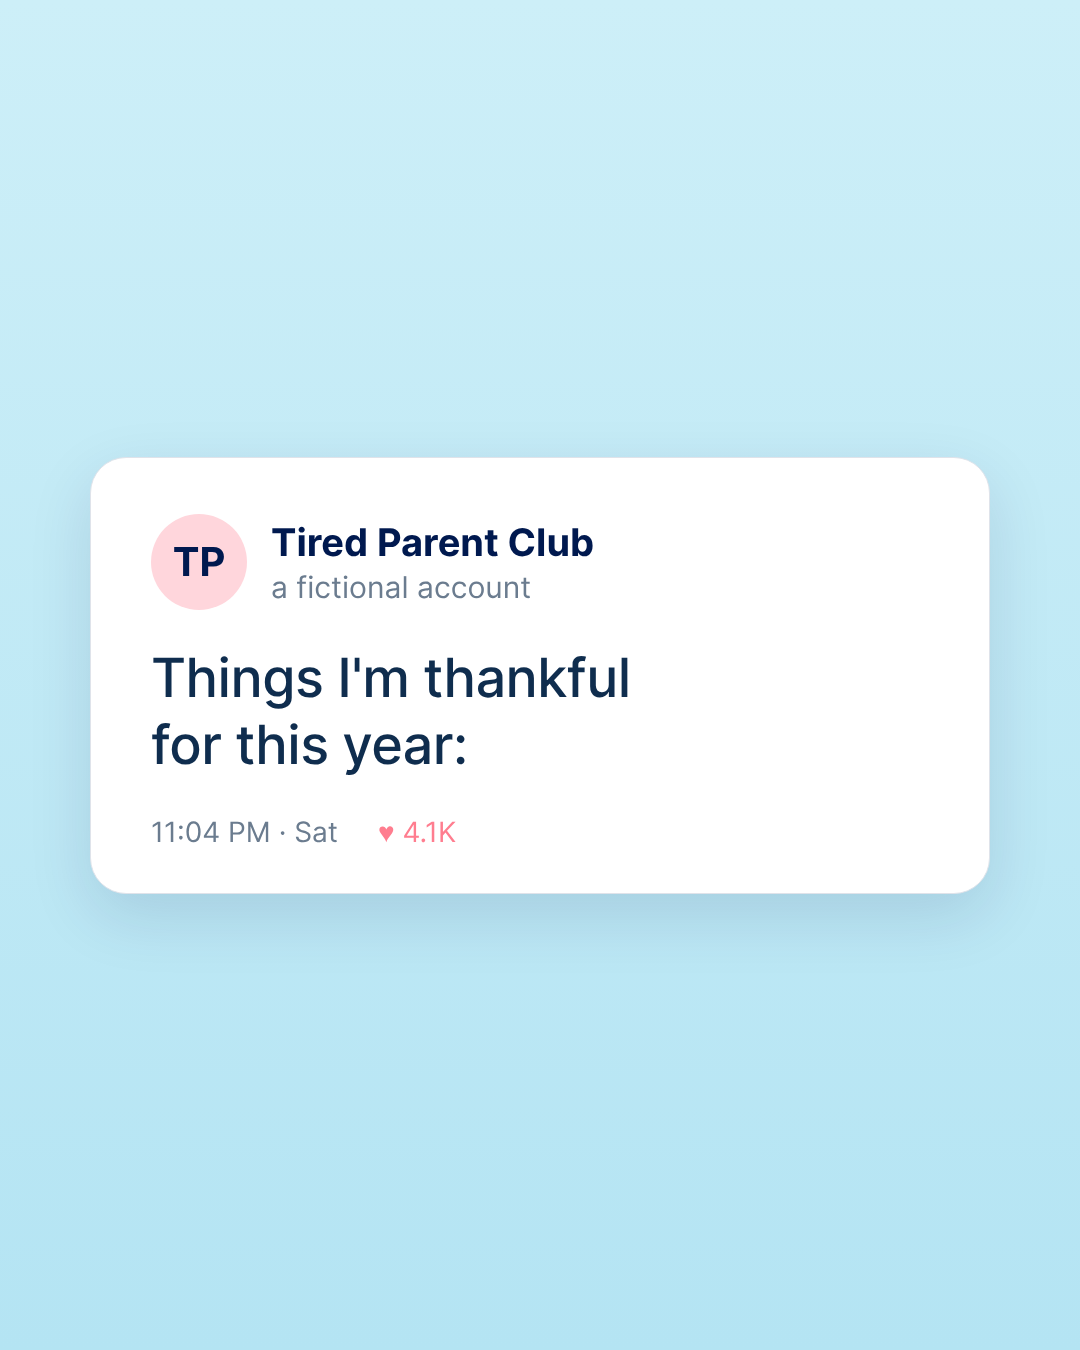 TP
Tired Parent Club
a fictional account
Things I'm thankful
for this year:
11:04 PM · Sat ♥ 4.1K